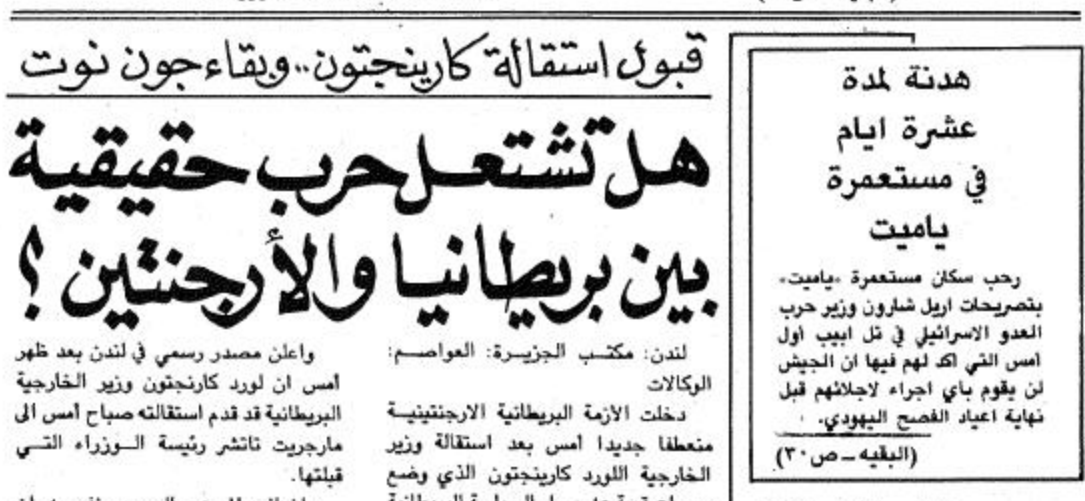 قبول استقالة كارينجتون.. وبقاء جون نوت
هل تشتعل حرب حقيقية
بين بريطانيا والأرجنتين ؟
لندن: مكتب الجزيرة: العواصم:
الوكالات
دخلت الازمة البريطانية الارجنتينية
منعطفا جديدا امس بعد استقالة وزير
الخارجية اللورد كارينجتون الذي وضع
واعلن مصدر رسمي في لندن بعد ظهر
امس ان لورد كارنجتون وزير الخارجية
البريطانية قد قدم استقالته صباح امس الى
مارجريت تاتشر رئيسة الوزراء التي
قبلتها.
هدنة لمدة
عشرة ايام
في مستعمرة
ياميت
رحب سكان مستعمرة «ياميت»
بتصريحات اريل شارون وزير حرب
العدو الاسرائيلي في تل ابيب اول
امس التي اكد لهم فيها ان الجيش
لن يقوم بأي اجراء لاجلائهم قبل
نهاية اعياد الفصح اليهودي.
(البقيه ـ ص٣٠)